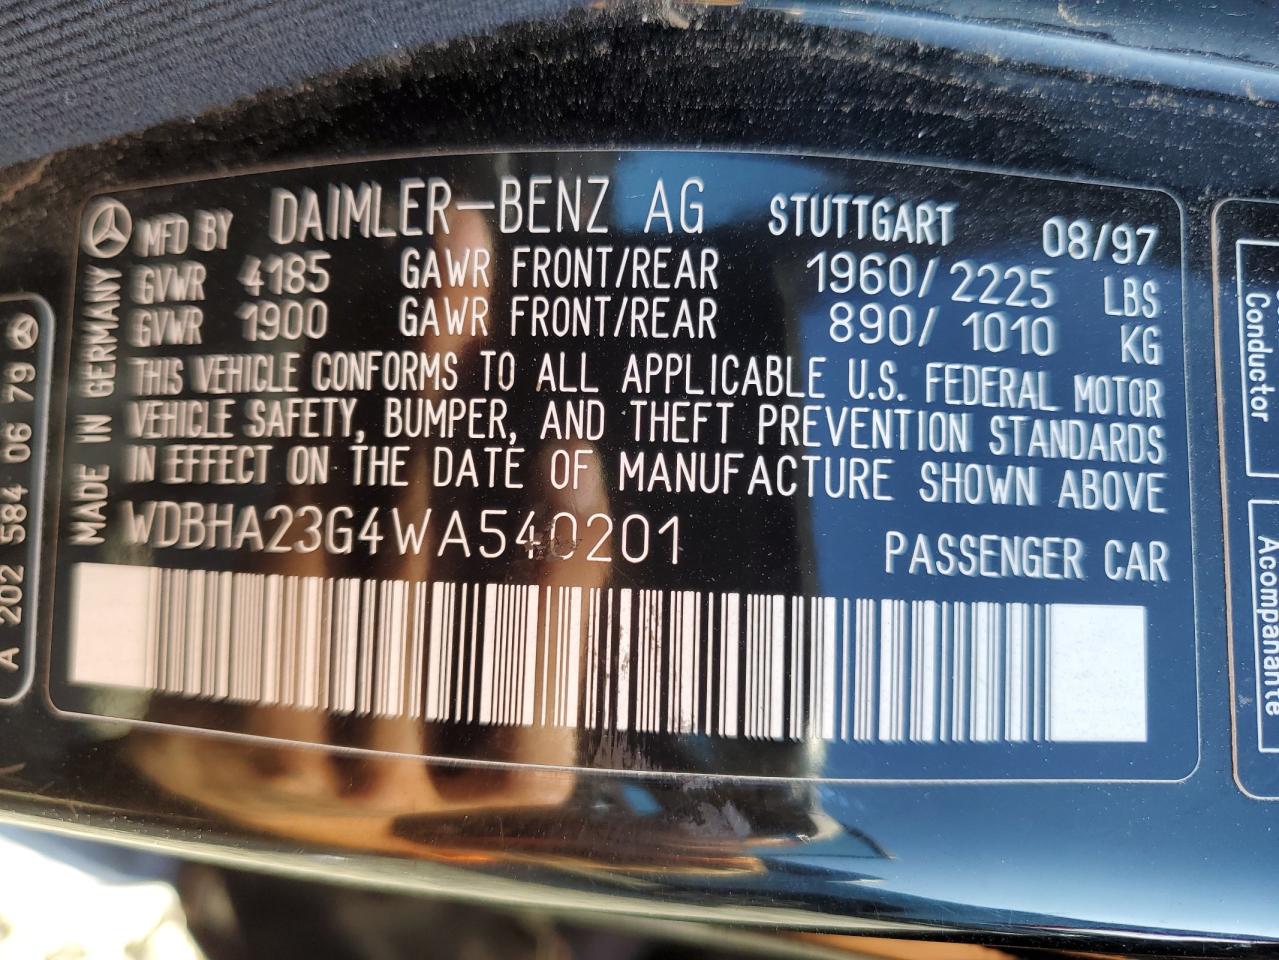 MFD BY DAIMLER-BENZ AG STUTTGART 08/97
GVWR 4185 GAWR FRONT/REAR 1960/2225 LBS
GVWR 1900 GAWR FRONT/REAR 890/1010 KG
THIS VEHICLE CONFORMS TO ALL APPLICABLE U.S. FEDERAL MOTOR
VEHICLE SAFETY, BUMPER, AND THEFT PREVENTION STANDARDS
IN EFFECT ON THE DATE OF MANUFACTURE SHOWN ABOVE
WDBHA23G4WA540201 PASSENGER CAR
MADE IN GERMANY
A 202 584 06 79
Conductor
Acompanante